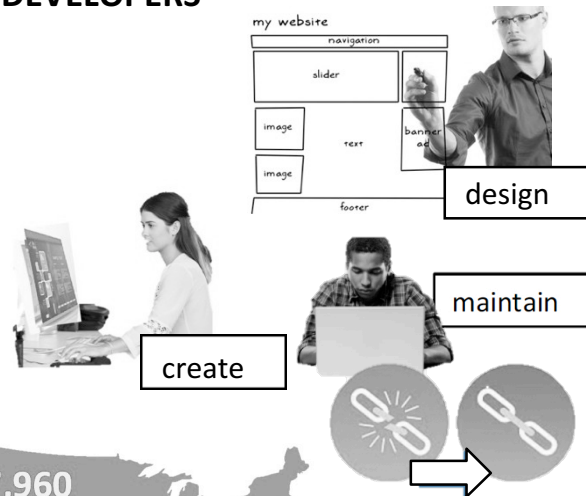 DEVELOPERS
my website
navigation
slider
image
text
banner
ad
image
footer
design
maintain
create
,960